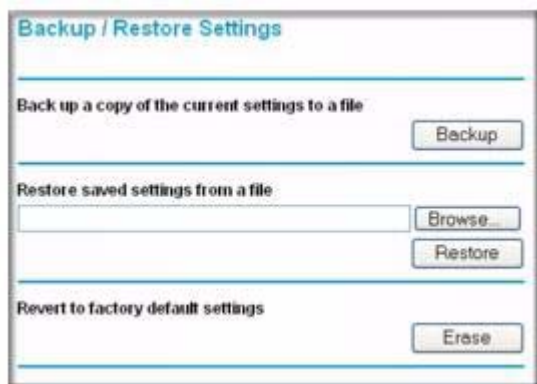 Backup / Restore Settings
Back up a copy of the current settings to a file
Backup
Restore saved settings from a file
Browse...
Restore
Revert to factory default settings
Erase